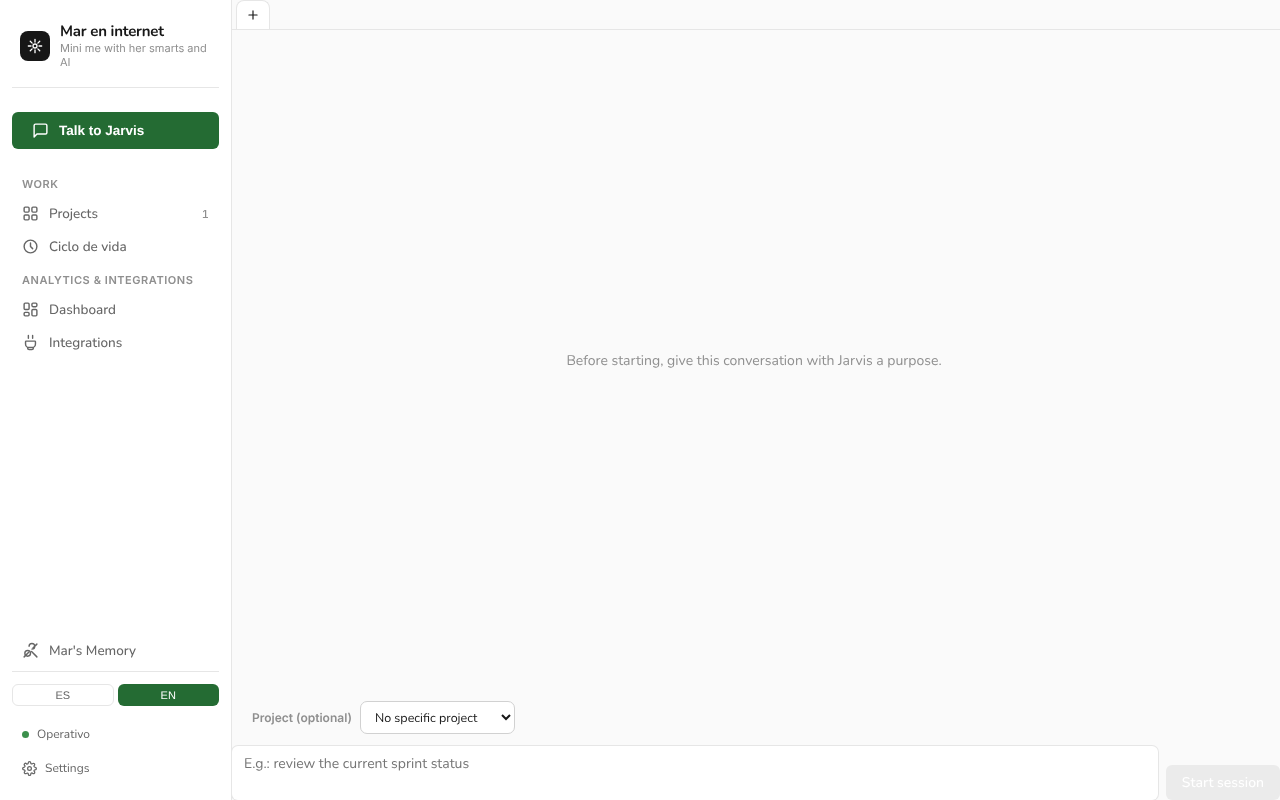 Mar en internet
Mini me with her smarts and
AI
Talk to Jarvis
WORK
Projects 1
Ciclo de vida
ANALYTICS & INTEGRATIONS
Dashboard
Integrations
Mar's Memory
ES EN
Operativo
Settings
+
Before starting, give this conversation with Jarvis a purpose.
Project (optional) No specific project
E.g.: review the current sprint status
Start session